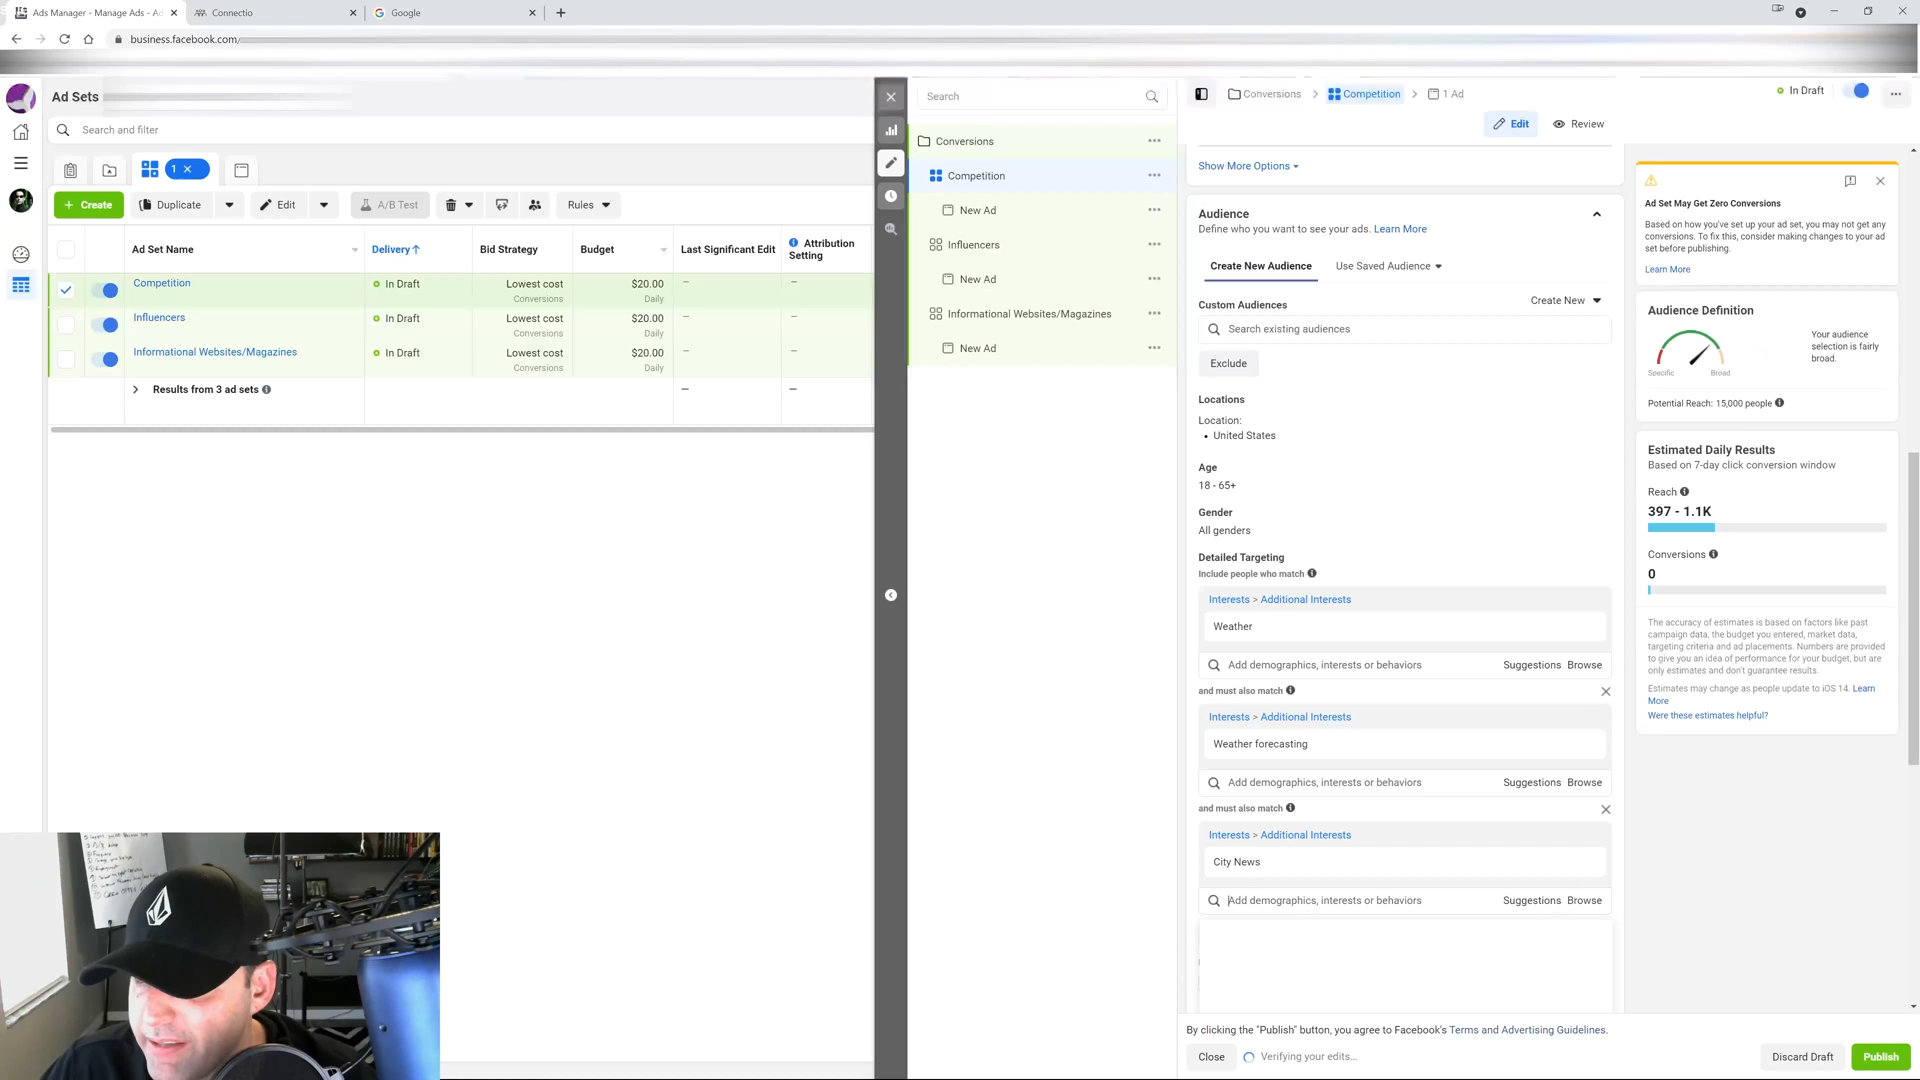 Ads Manager - Manage Ads - Ad
Connectio
Google
business.facebook.com/
Ad Sets
Search and filter
1
Create
Duplicate
Edit
A/B Test
Rules
Ad Set Name
Delivery
Bid Strategy
Budget
Last Significant Edit
Attribution
Setting
Competition
In Draft
Lowest cost
Conversions
$20.00
Daily
–
–
Influencers
In Draft
Lowest cost
Conversions
$20.00
Daily
–
–
Informational Websites/Magazines
In Draft
Lowest cost
Conversions
$20.00
Daily
–
–
Results from 3 ad sets
–
–
Search
Conversions
Competition
New Ad
Influencers
New Ad
Informational Websites/Magazines
New Ad
Conversions
Competition
1 Ad
In Draft
Edit
Review
Show More Options
Audience
Define who you want to see your ads. Learn More
Create New Audience
Use Saved Audience
Custom Audiences
Create New
Search existing audiences
Exclude
Locations
Location:
• United States
Age
18 - 65+
Gender
All genders
Detailed Targeting
Include people who match
Interests > Additional Interests
Weather
Add demographics, interests or behaviors
Suggestions
Browse
and must also match
Interests > Additional Interests
Weather forecasting
Add demographics, interests or behaviors
Suggestions
Browse
and must also match
Interests > Additional Interests
City News
Add demographics, interests or behaviors
Suggestions
Browse
By clicking the "Publish" button, you agree to Facebook's Terms and Advertising Guidelines.
Close
Verifying your edits...
Discard Draft
Publish
Ad Set May Get Zero Conversions
Based on how you've set up your ad set, you may not get any
conversions. To fix this, consider making changes to your ad
set before publishing.
Learn More
Audience Definition
Specific
Broad
Your audience
selection is fairly
broad.
Potential Reach: 15,000 people
Estimated Daily Results
Based on 7-day click conversion window
Reach
397 - 1.1K
Conversions
0
The accuracy of estimates is based on factors like past
campaign data, the budget you entered, market data,
targeting criteria and ad placements. Numbers are provided
to give you an idea of performance for your budget, but are
only estimates and don't guarantee results.
Estimates may change as people update to iOS 14. Learn
More
Were these estimates helpful?